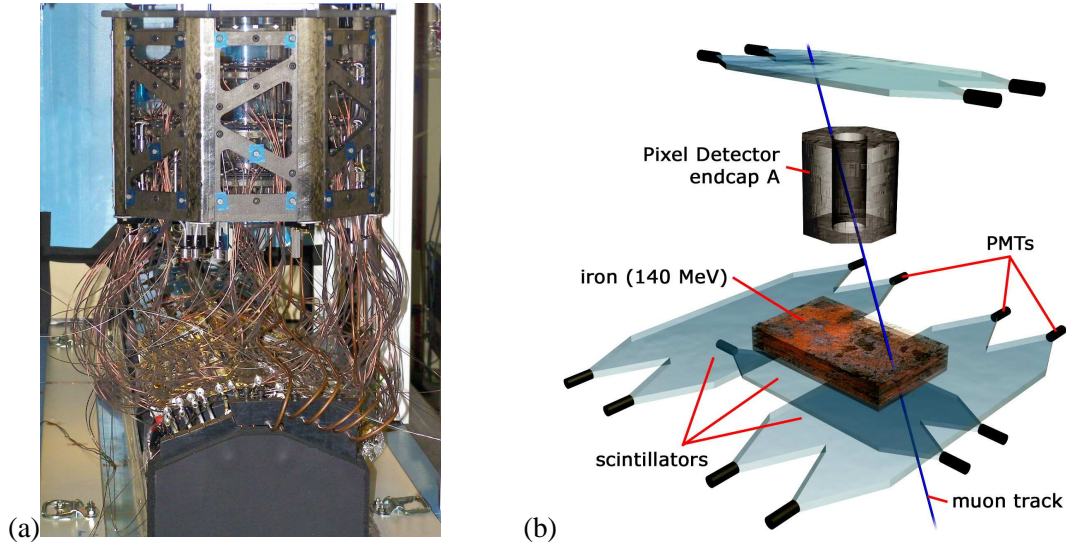 Pixel Detector
endcap A
PMTs
iron (140 MeV)
scintillators
muon track
(a)
(b)